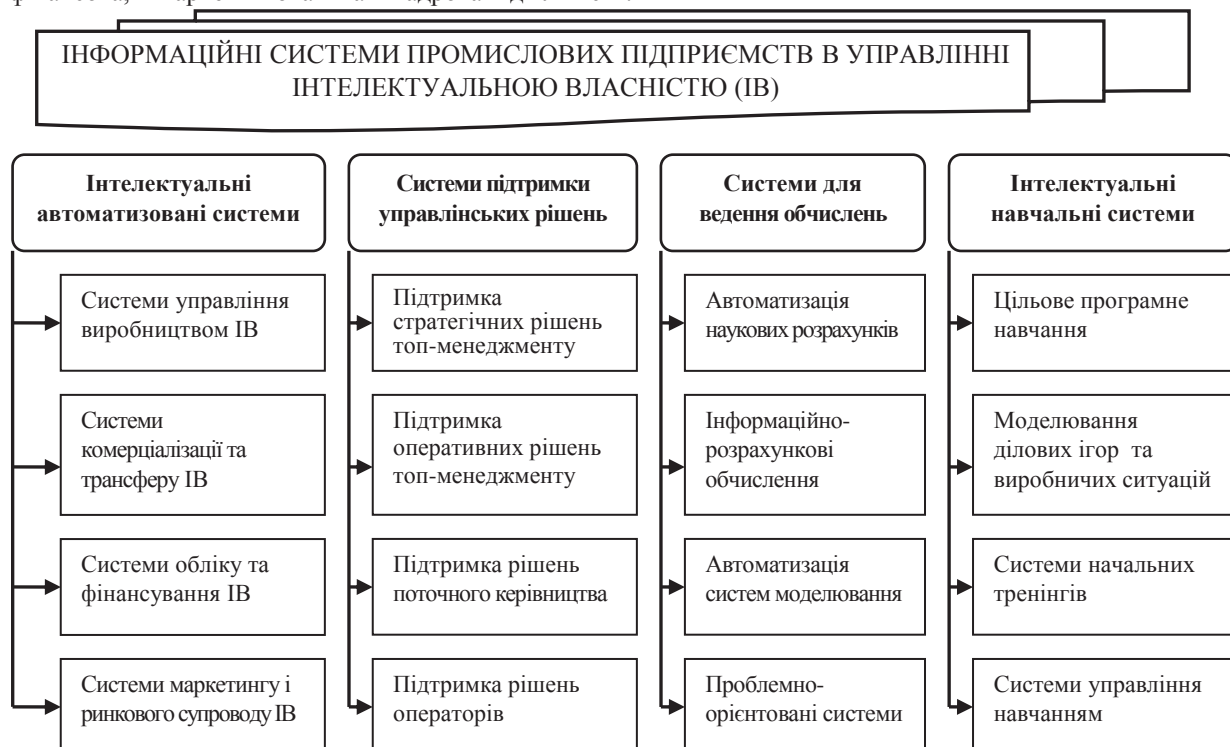 ІНФОРМАЦІЙНІ СИСТЕМИ ПРОМИСЛОВИХ ПІДПРИЄМСТВ В УПРАВЛІННІ
ІНТЕЛЕКТУАЛЬНОЮ ВЛАСНІСТЮ (ІВ)
Інтелектуальні
автоматизовані системи
Системи управління
виробництвом ІВ
Системи
комерціалізації та
трансферу ІВ
Системи обліку та
фінансування ІВ
Системи маркетингу і
ринкового супроводу ІВ
Системи підтримки
управлінських рішень
Підтримка
стратегічних рішень
топ-менеджменту
Підтримка
оперативних рішень
топ-менеджменту
Підтримка рішень
поточного керівництва
Підтримка рішень
операторів
Системи для
ведення обчислень
Автоматизація
наукових розрахунків
Інформаційно-
розрахункові
обчислення
Автоматизація
систем моделювання
Проблемно-
орієнтовані системи
Інтелектуальні
навчальні системи
Цільове програмне
навчання
Моделювання
ділових ігор та
виробничих ситуацій
Системи начальних
тренінгів
Системи управління
навчанням